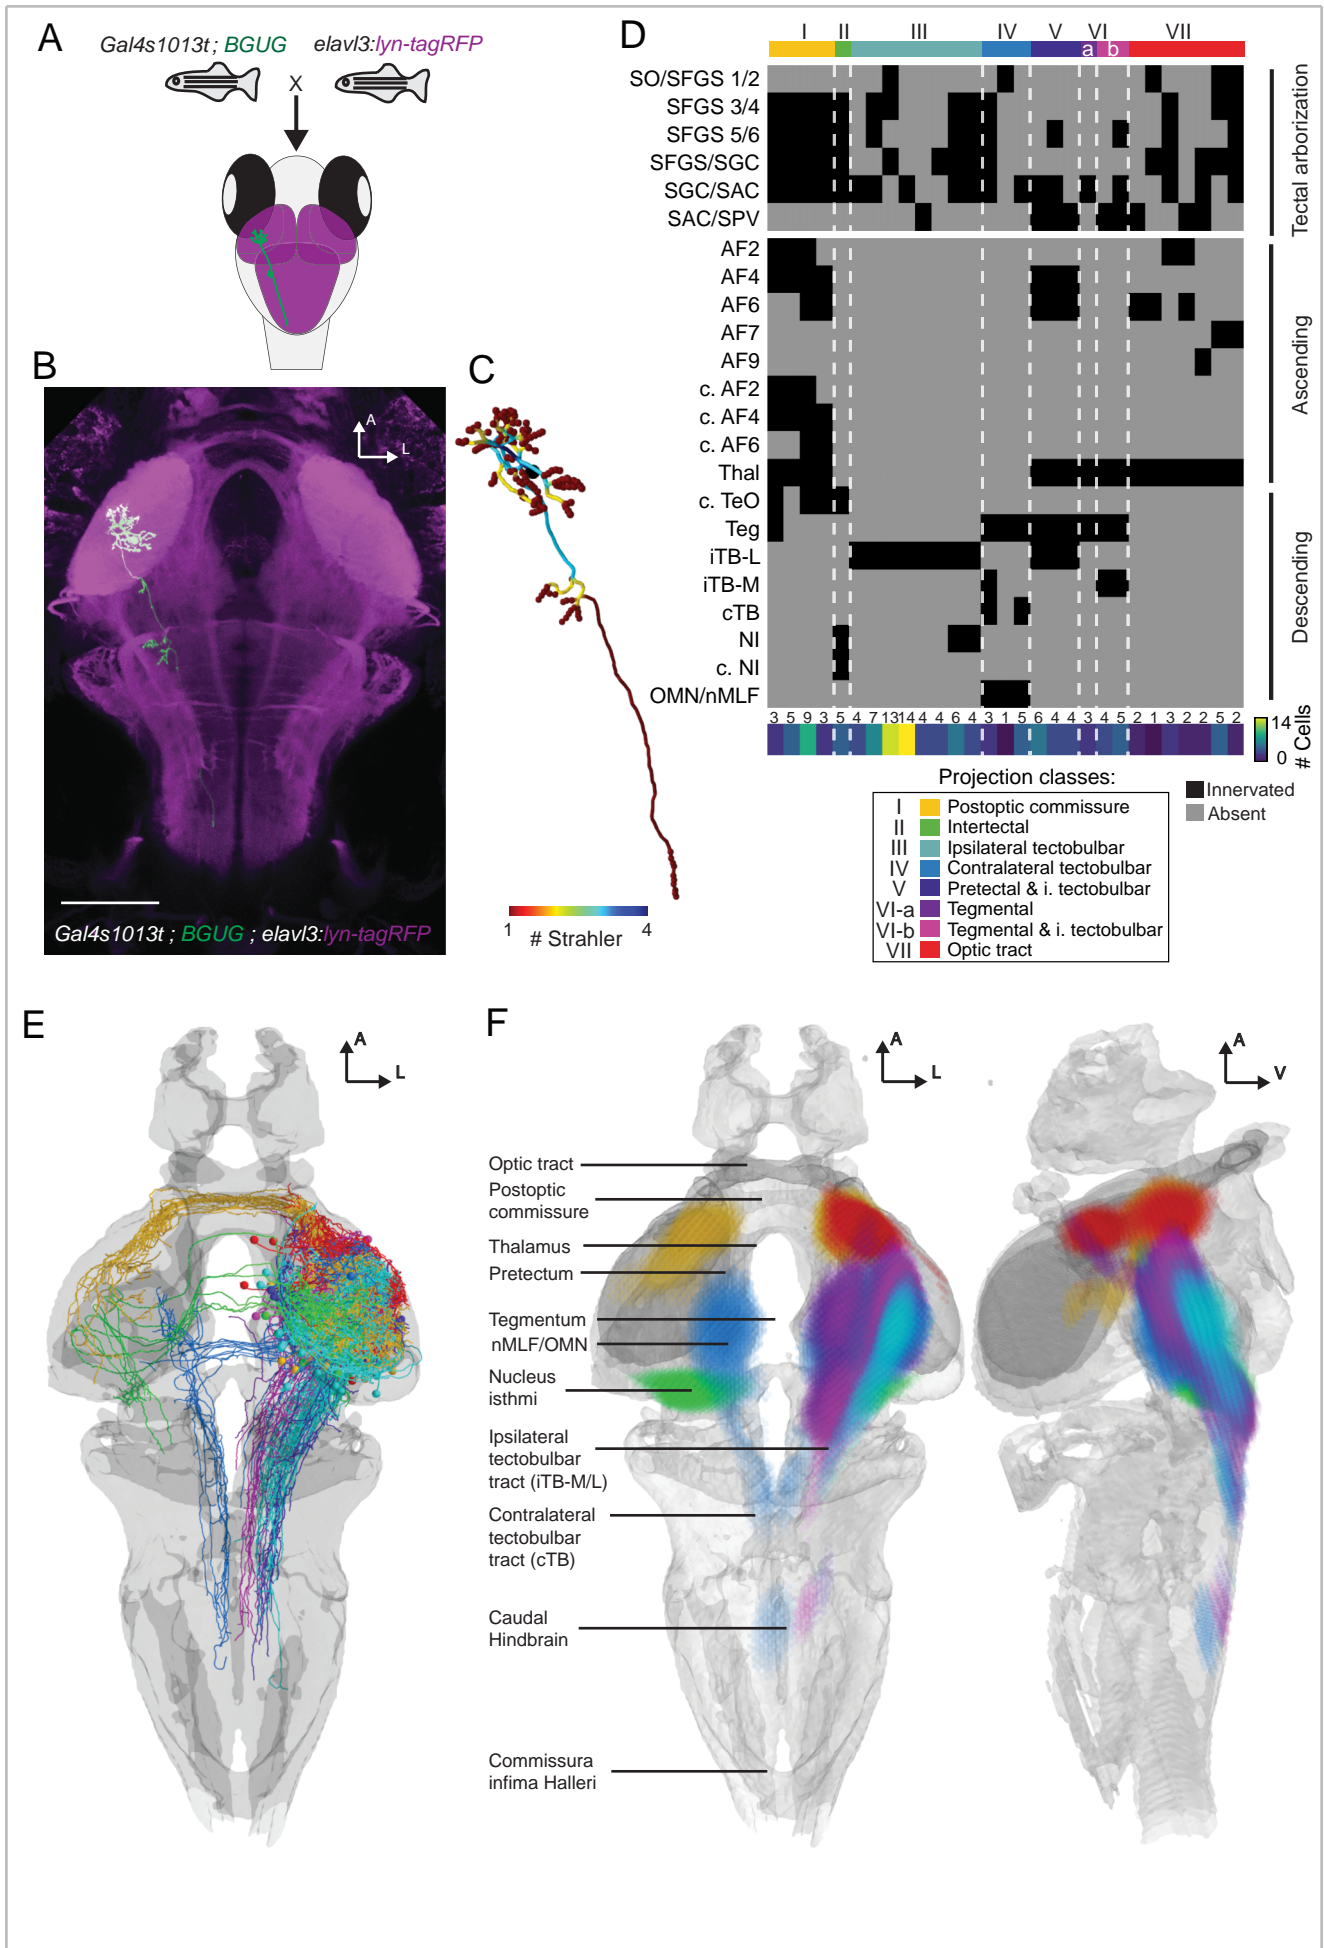 A
Gal4s1013t ; BGUG
elavl3:lyn-tagRFP
X
B
A
L
Gal4s1013t ; BGUG ; elavl3:lyn-tagRFP
C
1
4
# Strahler
D
I II III IV V VI VII
a b
SO/SFGS 1/2
SFGS 3/4
SFGS 5/6
SFGS/SGC
SGC/SAC
SAC/SPV
Tectal arborization
AF2
AF4
AF6
AF7
AF9
c. AF2
c. AF4
c. AF6
Thal
Ascending
c. TeO
Teg
iTB-L
iTB-M
cTB
NI
c. NI
OMN/nMLF
Descending
3 5 9 3 5 4 7 13 14 4 4 6 4 3 1 5 6 4 4 3 4 5 2 1 3 2 2 5 2
14
0
# Cells
Projection classes:
I Postoptic commissure
II Intertectal
III Ipsilateral tectobulbar
IV Contralateral tectobulbar
V Pretectal & i. tectobulbar
VI-a Tegmental
VI-b Tegmental & i. tectobulbar
VII Optic tract
Innervated
Absent
E
A
L
F
A
L
A
V
Optic tract
Postoptic
commissure
Thalamus
Pretectum
Tegmentum
nMLF/OMN
Nucleus
isthmi
Ipsilateral
tectobulbar
tract (iTB-M/L)
Contralateral
tectobulbar
tract (cTB)
Caudal
Hindbrain
Commissura
infima Halleri